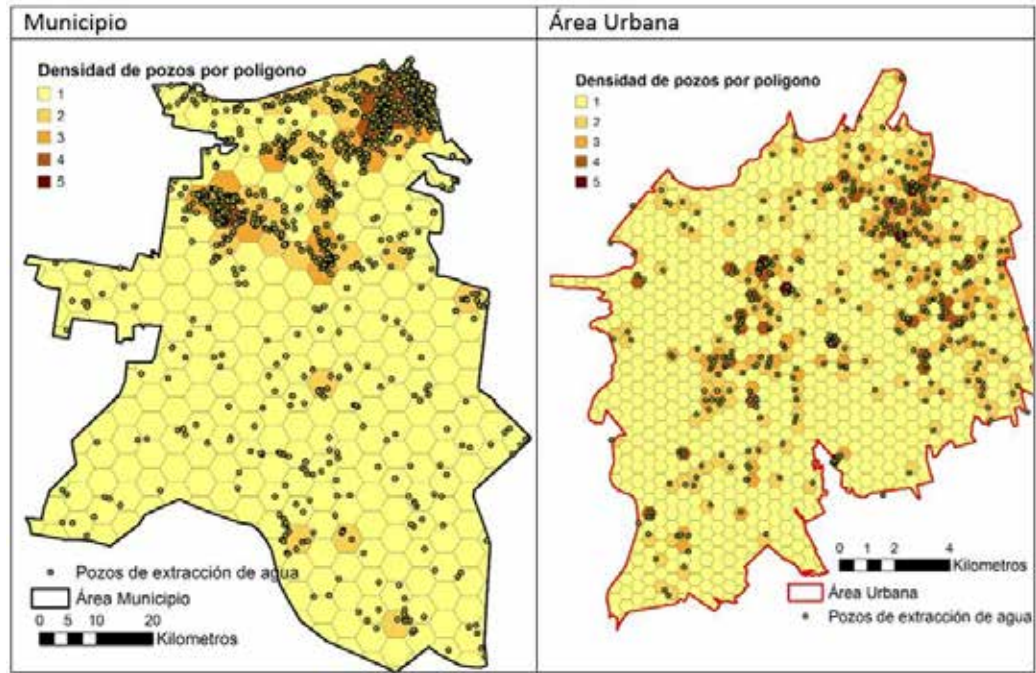 Municipio
Densidad de pozos por poligono
1
2
3
4
5
Pozos de extracción de agua
Área Municipio
0 5 10 20
Kilometros
Área Urbana
Densidad de pozos por poligono
1
2
3
4
5
0 1 2 4
Kilometros
Área Urbana
Pozos de extracción de agua